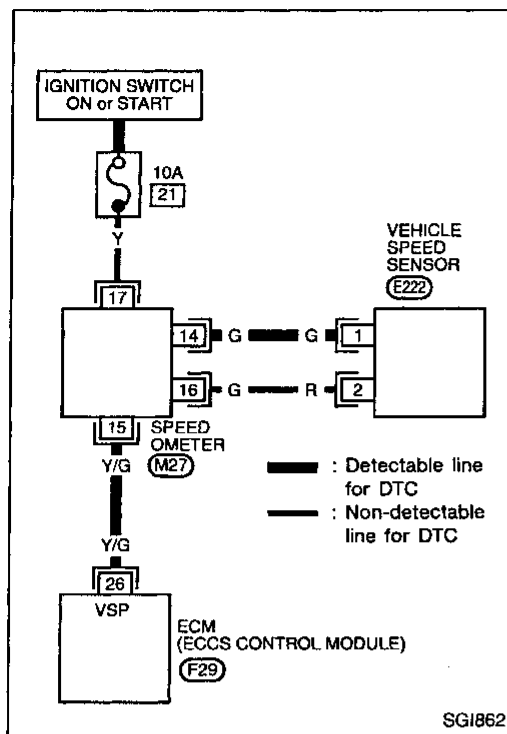 IGNITION SWITCH
ON or START
10A
21
Y
17
VEHICLE
SPEED
SENSOR
E222
14 G G 1
16 G R 2
15
SPEED
OMETER
M27
Y/G
: Detectable line
for DTC
: Non-detectable
line for DTC
Y/G
26
VSP
ECM
(ECCS CONTROL MODULE)
F29
SGI862